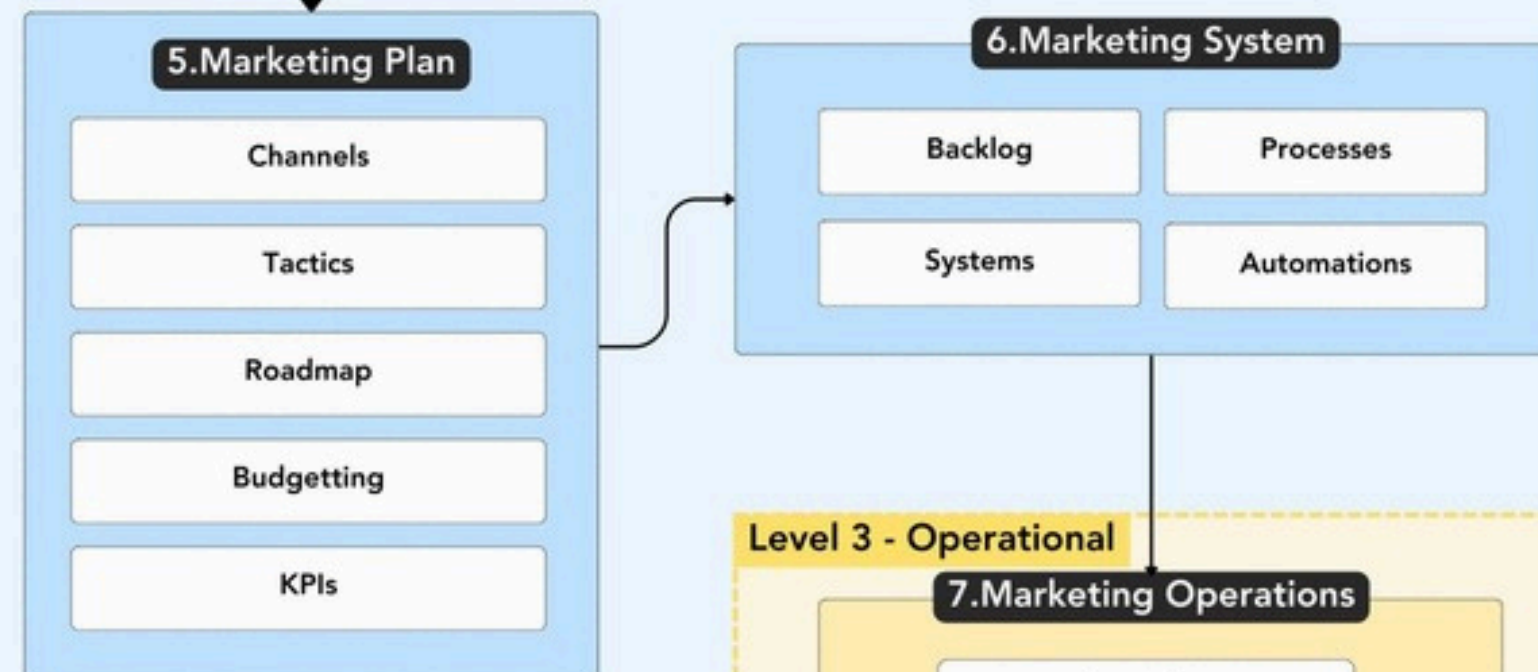 5.Marketing Plan
Channels
Tactics
Roadmap
Budgetting
KPIs
6.Marketing System
Backlog
Processes
Systems
Automations
Level 3 - Operational
7.Marketing Operations